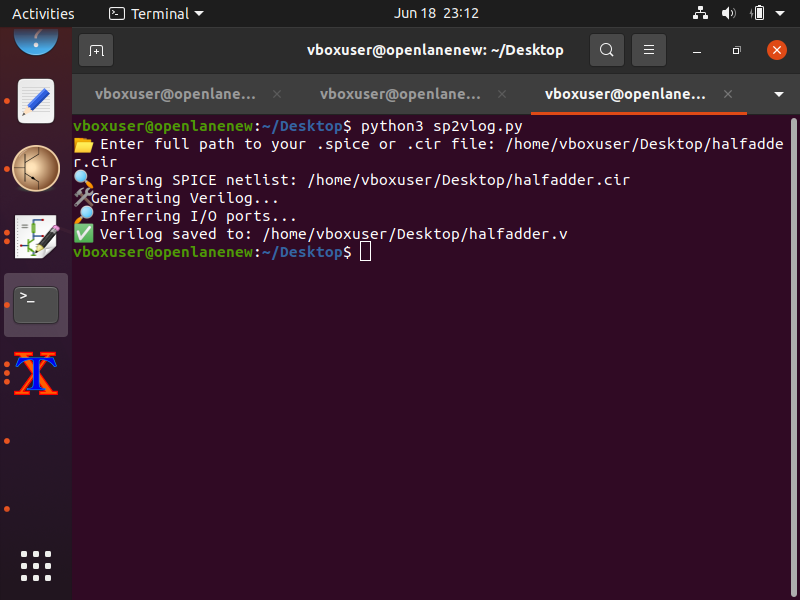 Activities Terminal Jun 18 23:12
vboxuser@openlanenew: ~/Desktop
vboxuser@openlane... vboxuser@openlane... vboxuser@openlane...
vboxuser@openlanenew:~/Desktop$ python3 sp2vlog.py
📂 Enter full path to your .spice or .cir file: /home/vboxuser/Desktop/halfadde
r.cir
🔍 Parsing SPICE netlist: /home/vboxuser/Desktop/halfadder.cir
🛠Generating Verilog...
🔎 Inferring I/O ports...
✅ Verilog saved to: /home/vboxuser/Desktop/halfadder.v
vboxuser@openlanenew:~/Desktop$